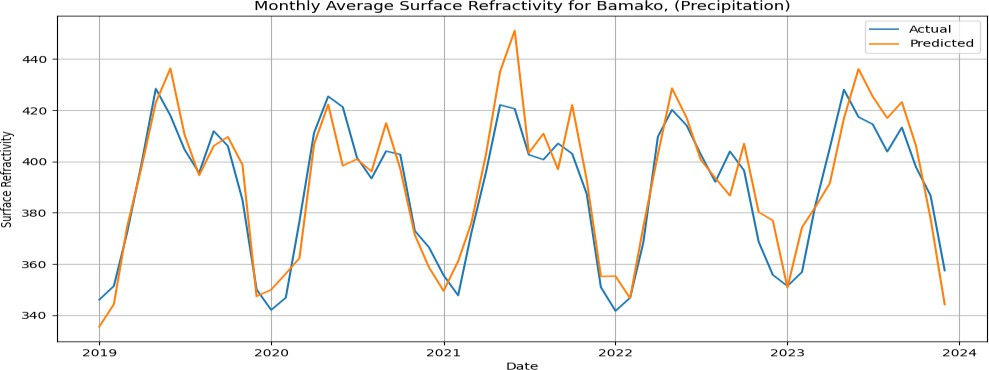 Monthly Average Surface Refractivity for Bamako, (Precipitation)
Actual
Predicted
Surface Refractivity
440
420
400
380
360
340
2019 2020 2021 2022 2023 2024
Date